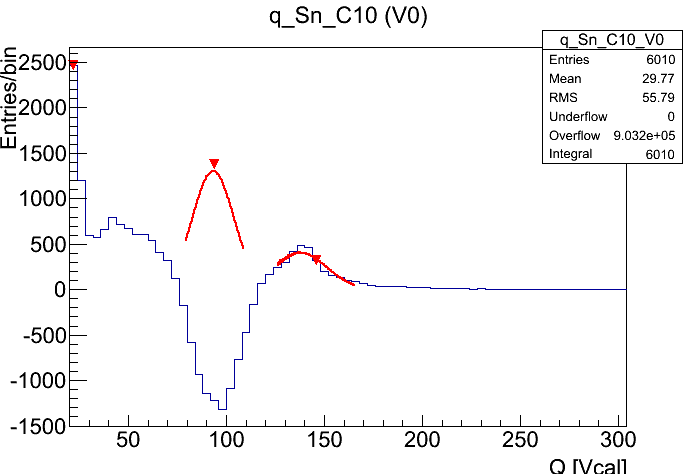 q_Sn_C10 (V0)
q_Sn_C10_V0
Entries 6010
Mean 29.77
RMS 55.79
Underflow 0
Overflow 9.032e+05
Integral 6010
Entries/bin
2500
2000
1500
1000
500
0
-500
-1000
-1500
50 100 150 200 250 300
Q [Vcal]